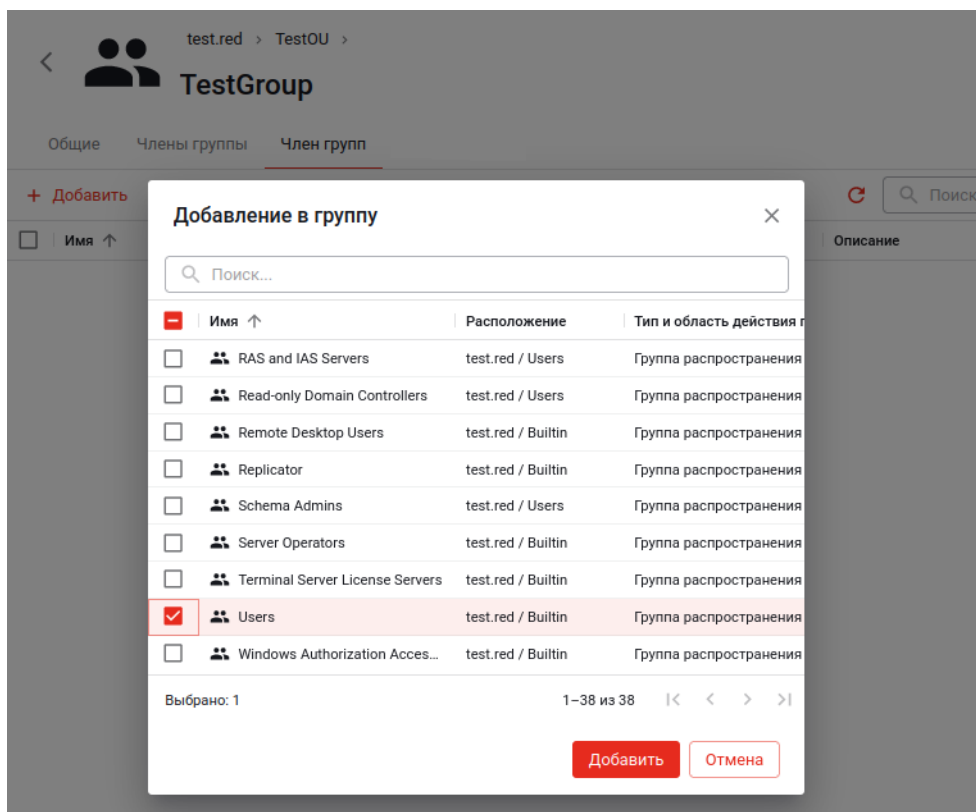 test.red > TestOU >
TestGroup
Общие Члены группы Член групп
+ Добавить Поиск
Имя Описание
Добавление в группу
Поиск...
Имя Расположение Тип и область действия г
RAS and IAS Servers test.red / Users Группа распространения
Read-only Domain Controllers test.red / Users Группа распространения
Remote Desktop Users test.red / Builtin Группа распространения
Replicator test.red / Builtin Группа распространения
Schema Admins test.red / Users Группа распространения
Server Operators test.red / Builtin Группа распространения
Terminal Server License Servers test.red / Builtin Группа распространения
Users test.red / Builtin Группа распространения
Windows Authorization Acces... test.red / Builtin Группа распространения
Выбрано: 1 1–38 из 38
Добавить Отмена